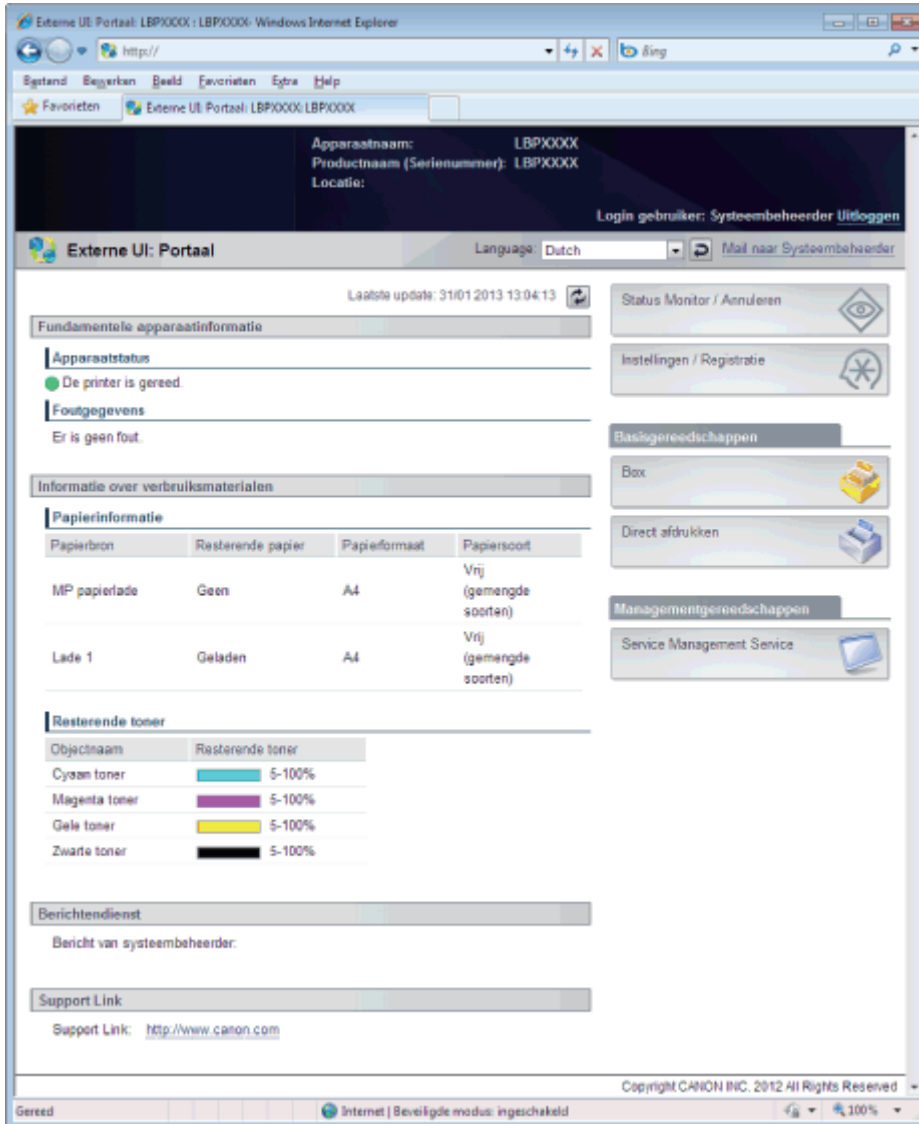 Externe UI: Portaal: LBPXXXX : LBPXXXX- Windows Internet Explorer
http://
Bing
Bestand Bewerken Beeld Favorieten Extra Help
Favorieten Externe UI: Portaal: LBPXXXX: LBPXXXX
Apparaatnaam: LBPXXXX
Productnaam (Serienummer): LBPXXXX
Locatie:
Login gebruiker: Systeembeheerder Uitloggen
Externe UI: Portaal Language: Dutch Mail naar Systeembeheerder
Laatste update: 31/01 2013 13:04:13
Fundamentele apparaatinformatie
Apparaatstatus
De printer is gereed.
Foutgegevens
Er is geen fout.
Informatie over verbruiksmaterialen
Papierinformatie
Papierbron Resterende papier Papierformaat Papiersoort
MP papierlade Geen A4 Vrij (gemengde soorten)
Lade 1 Geladen A4 Vrij (gemengde soorten)
Resterende toner
Objectnaam Resterende toner
Cyaan toner 5-100%
Magenta toner 5-100%
Gele toner 5-100%
Zwarte toner 5-100%
Berichtendienst
Bericht van systeembeheerder:
Support Link
Support Link: http://www.canon.com
Status Monitor / Annuleren
Instellingen / Registratie
Basisgereedschappen
Box
Direct afdrukken
Managementgereedschappen
Service Management Service
Copyright CANON INC. 2012 All Rights Reserved
Gereed Internet | Beveiligde modus: ingeschakeld 100%